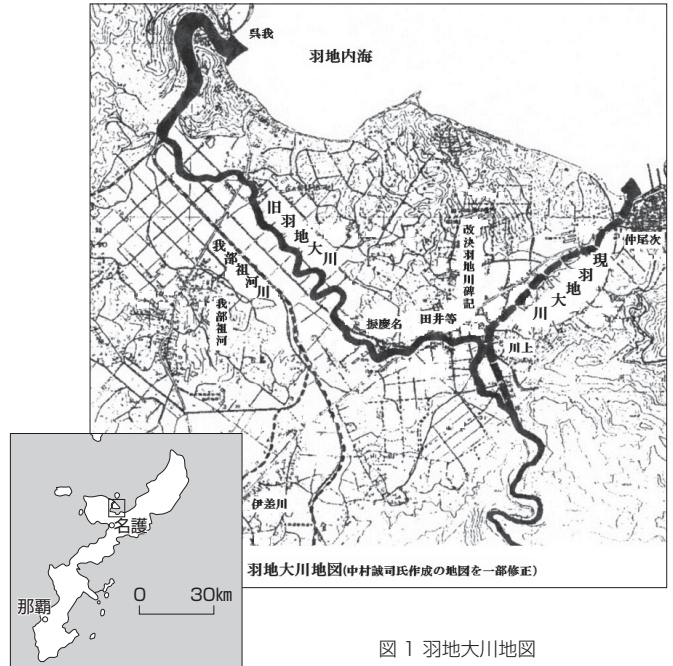 呉我
羽地内海
旧羽地大川
我部祖河川
我部祖河
改決羽地川碑記
現羽地大川
仲尾次
振慶名
田井等
川上
伊差川
羽地大川地図(中村誠司氏作成の地図を一部修正)
名護
那覇
0 30㎞
図 1 羽地大川地図